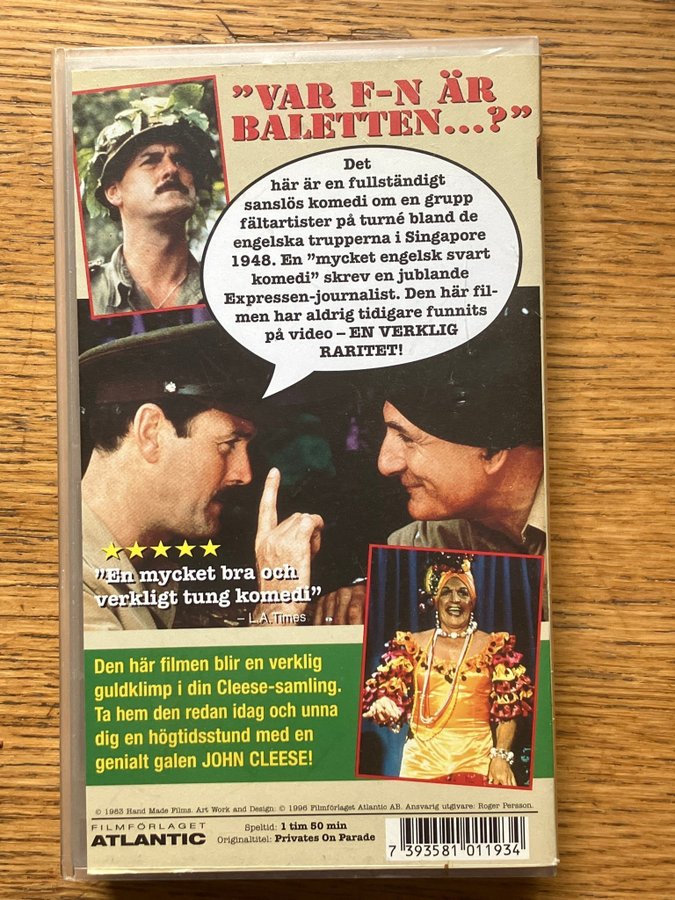 "VAR F-N ÄR
BALETTEN...?"
Det
här är en fullständigt
sanslös komedi om en grupp
fältartister på turné bland de
engelska trupperna i Singapore
1948. En "mycket engelsk svart
komedi" skrev en jublande
Expressen-journalist. Den här fil-
men har aldrig tidigare funnits
på video – EN VERKLIG
RARITET!
"En mycket bra och
verkligt tung komedi"
– L.A. Times
Den här filmen blir en verklig
guldklimp i din Cleese-samling.
Ta hem den redan idag och unna
dig en högtidsstund med en
genialt galen JOHN CLEESE!
© 1983 Hand Made Films. Art Work and Design: © 1996 Filmförlaget Atlantic AB. Ansvarig utgivare: Roger Persson.
FILMFÖRLAGET
ATLANTIC
Speltid: 1 tim 50 min
Originaltitel: Privates On Parade
7 393581 011934